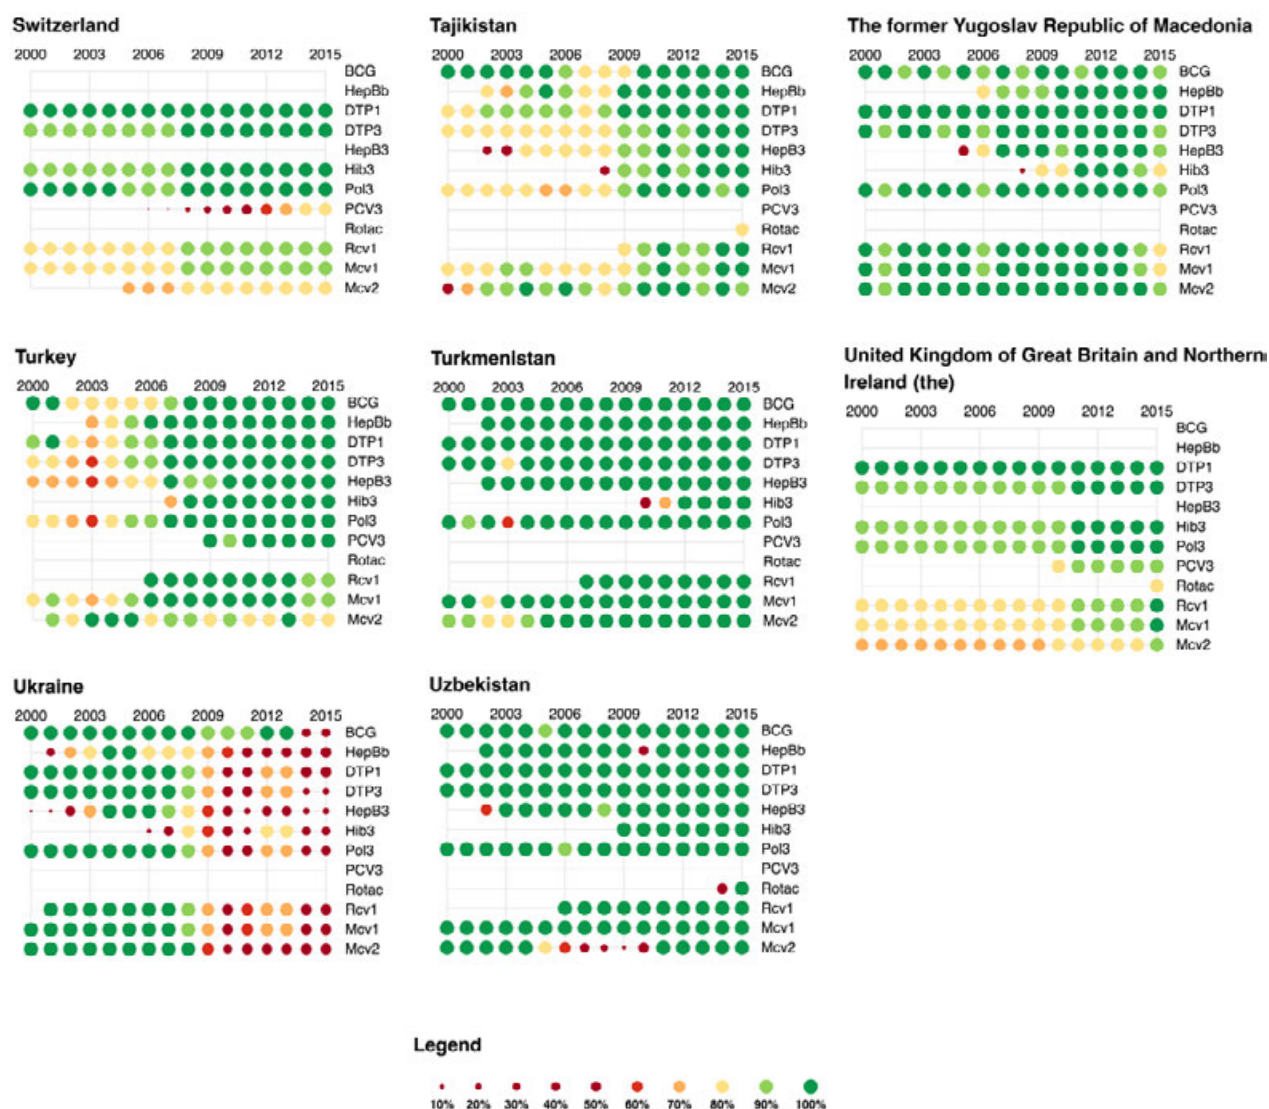 Switzerland
2000 2003 2006 2009 2012 2015
BCG
HepBb
DTP1
DTP3
HepB3
Hib3
Pol3
PCV3
Rotac
Rcv1
Mcv1
Mcv2
Tajikistan
2000 2003 2006 2009 2012 2015
BCG
HepBb
DTP1
DTP3
HepB3
Hib3
Pol3
PCV3
Rotac
Rcv1
Mcv1
Mcv2
The former Yugoslav Republic of Macedonia
2000 2003 2006 2009 2012 2015
BCG
HepBb
DTP1
DTP3
HepB3
Hib3
Pol3
PCV3
Rotac
Rcv1
Mcv1
Mcv2
Turkey
2000 2003 2006 2009 2012 2015
BCG
HepBb
DTP1
DTP3
HepB3
Hib3
Pol3
PCV3
Rotac
Rcv1
Mcv1
Mcv2
Turkmenistan
2000 2003 2006 2009 2012 2015
BCG
HepBb
DTP1
DTP3
HepB3
Hib3
Pol3
PCV3
Rotac
Rcv1
Mcv1
Mcv2
United Kingdom of Great Britain and Northern
Ireland (the)
2000 2003 2006 2009 2012 2015
BCG
HepBb
DTP1
DTP3
HepB3
Hib3
Pol3
PCV3
Rotac
Rcv1
Mcv1
Mcv2
Ukraine
2000 2003 2006 2009 2012 2015
BCG
HepBb
DTP1
DTP3
HepB3
Hib3
Pol3
PCV3
Rotac
Rcv1
Mcv1
Mcv2
Uzbekistan
2000 2003 2006 2009 2012 2015
BCG
HepBb
DTP1
DTP3
HepB3
Hib3
Pol3
PCV3
Rotac
Rcv1
Mcv1
Mcv2
Legend
10% 20% 30% 40% 50% 60% 70% 80% 90% 100%